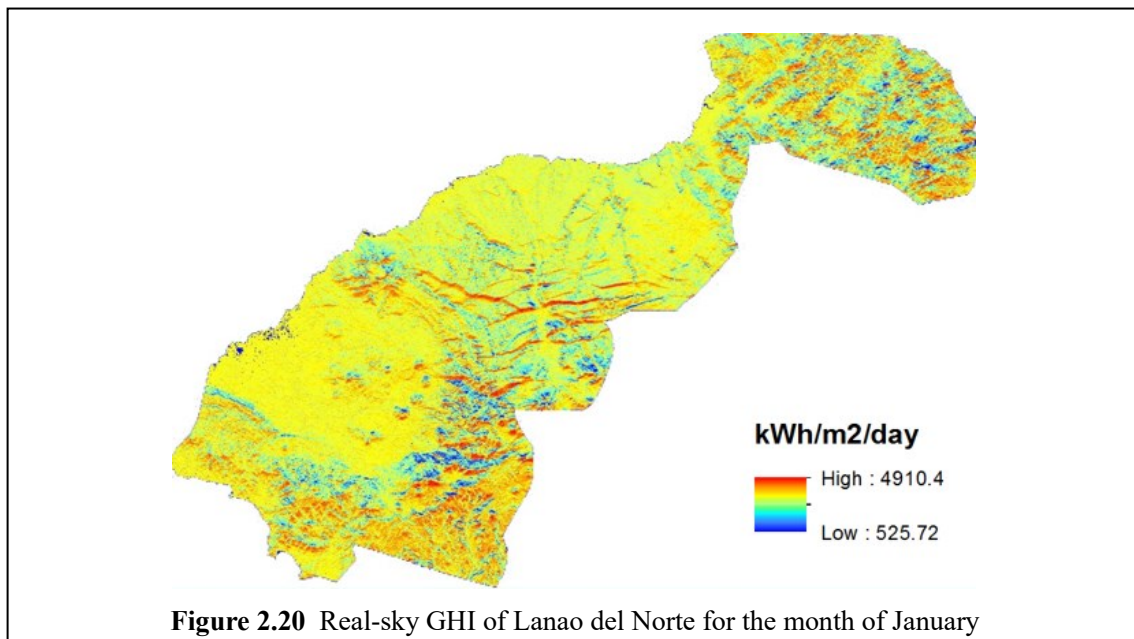 kWh/m2/day
High : 4910.4
Low : 525.72
Figure 2.20 Real-sky GHI of Lanao del Norte for the month of January